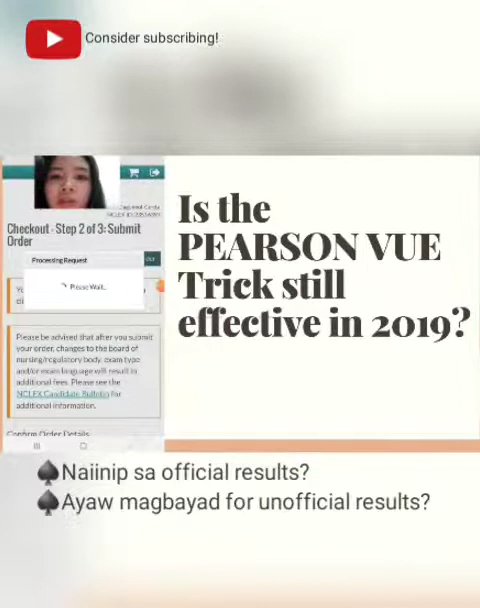 Consider subscribing!
Is the
PEARSON VUE
Trick still
effective in 2019?
Checkout - Step 2 of 3: Submit
Order
Processing Request
Please Wait...
Please be advised that after you submit
your order, changes to the board of
nursing/regulatory body, exam type
and/or exam language will result in
additional fees. Please see the
NCLEX Candidate Bulletin for
additional information.
Confirm Order Details
♠Naiinip sa official results?
♠Ayaw magbayad for unofficial results?